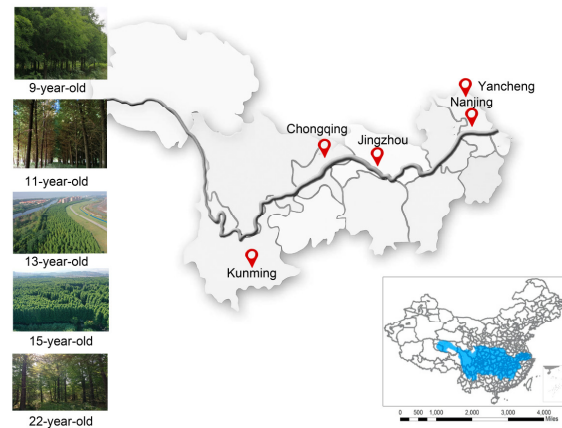 9-year-old
11-year-old
13-year-old
15-year-old
22-year-old
Yancheng
Nanjing
Chongqing
Jingzhou
Kunming
0 500 1,000 2,000 3,000 4,000
Miles